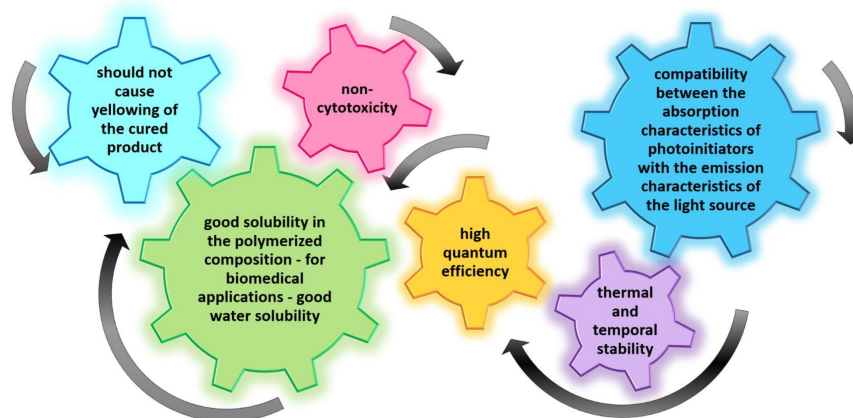 should not
cause
yellowing of
the cured
product
non-
cytotoxicity
compatibility
between the
absorption
characteristics of
photoinitiators
with the emission
characteristics of
the light source
good solubility in
the polymerized
composition - for
biomedical
applications - good
water solubility
high
quantum
efficiency
thermal
and
temporal
stability